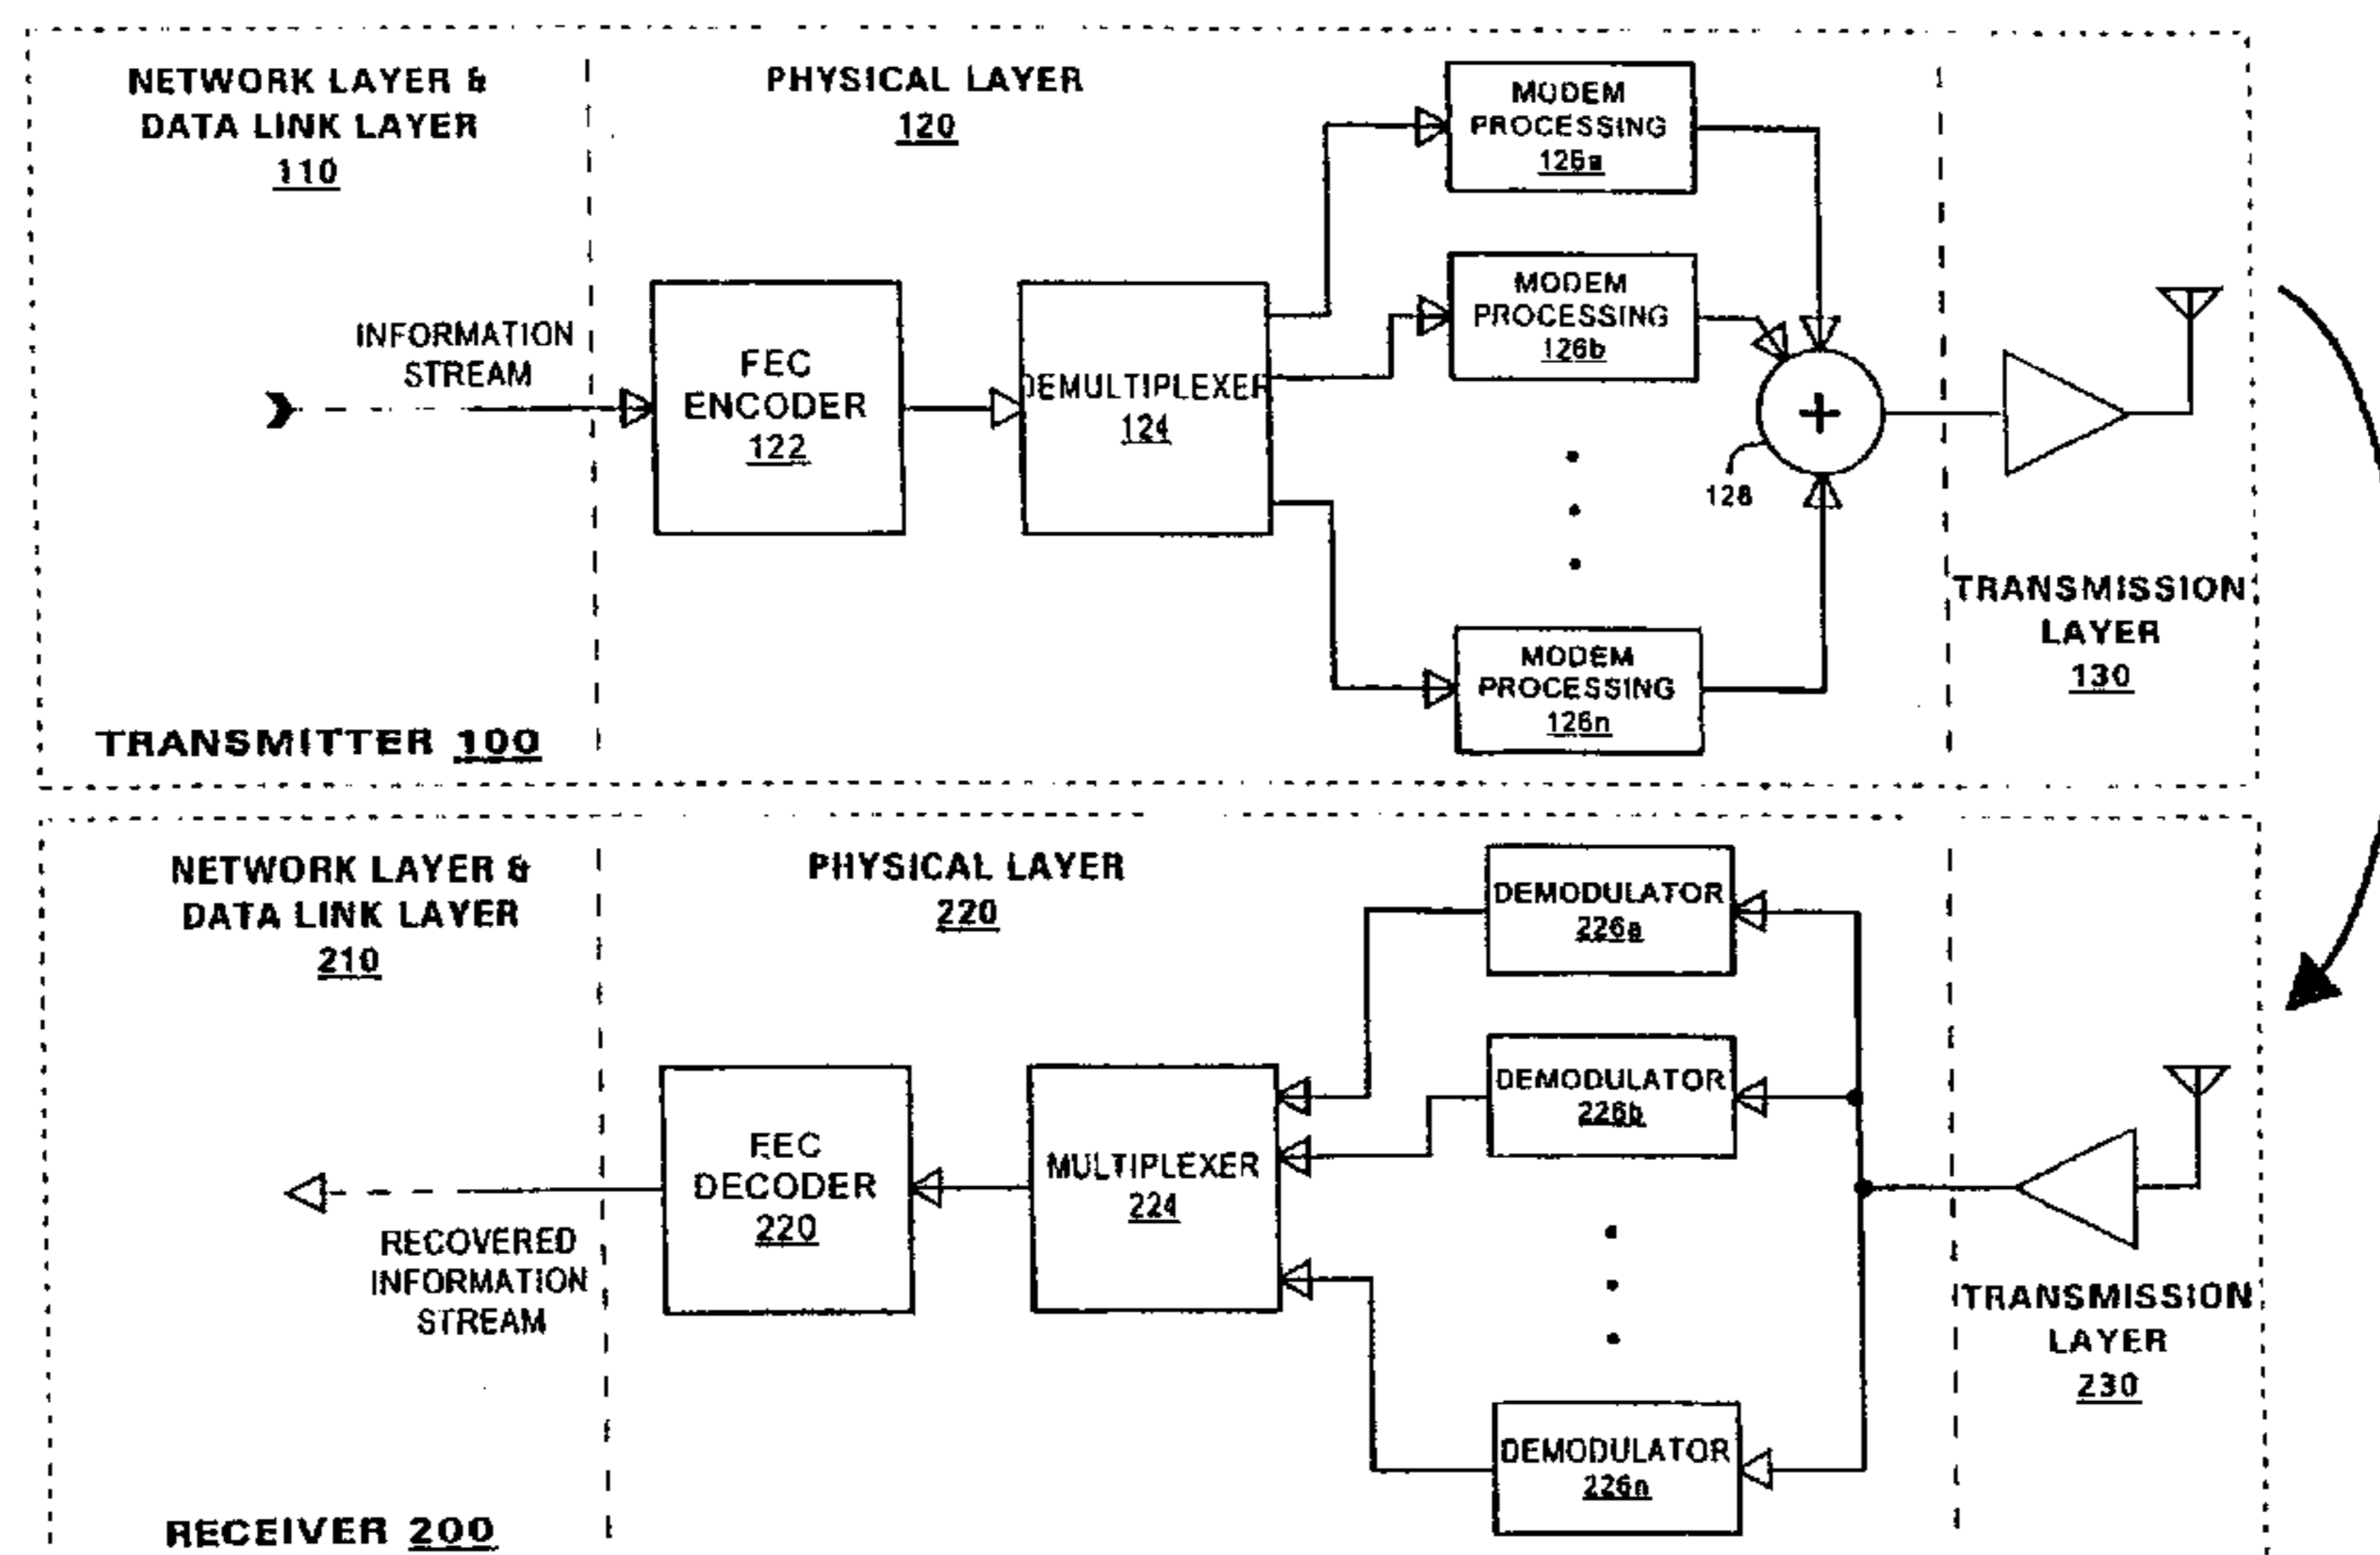 NETWORK LAYER &
DATA LINK LAYER
110
PHYSICAL LAYER
120
MODEM
PROCESSING
126a
MODEM
PROCESSING
126b
INFORMATION
STREAM
FEC
ENCODER
122
DEMULTIPLEXER
124
+
128
MODEM
PROCESSING
126n
TRANSMISSION
LAYER
130
TRANSMITTER 100
NETWORK LAYER &
DATA LINK LAYER
210
PHYSICAL LAYER
220
DEMODULATOR
226a
DEMODULATOR
226b
FEC
DECODER
220
MULTIPLEXER
224
RECOVERED
INFORMATION
STREAM
TRANSMISSION
LAYER
230
DEMODULATOR
226n
RECEIVER 200